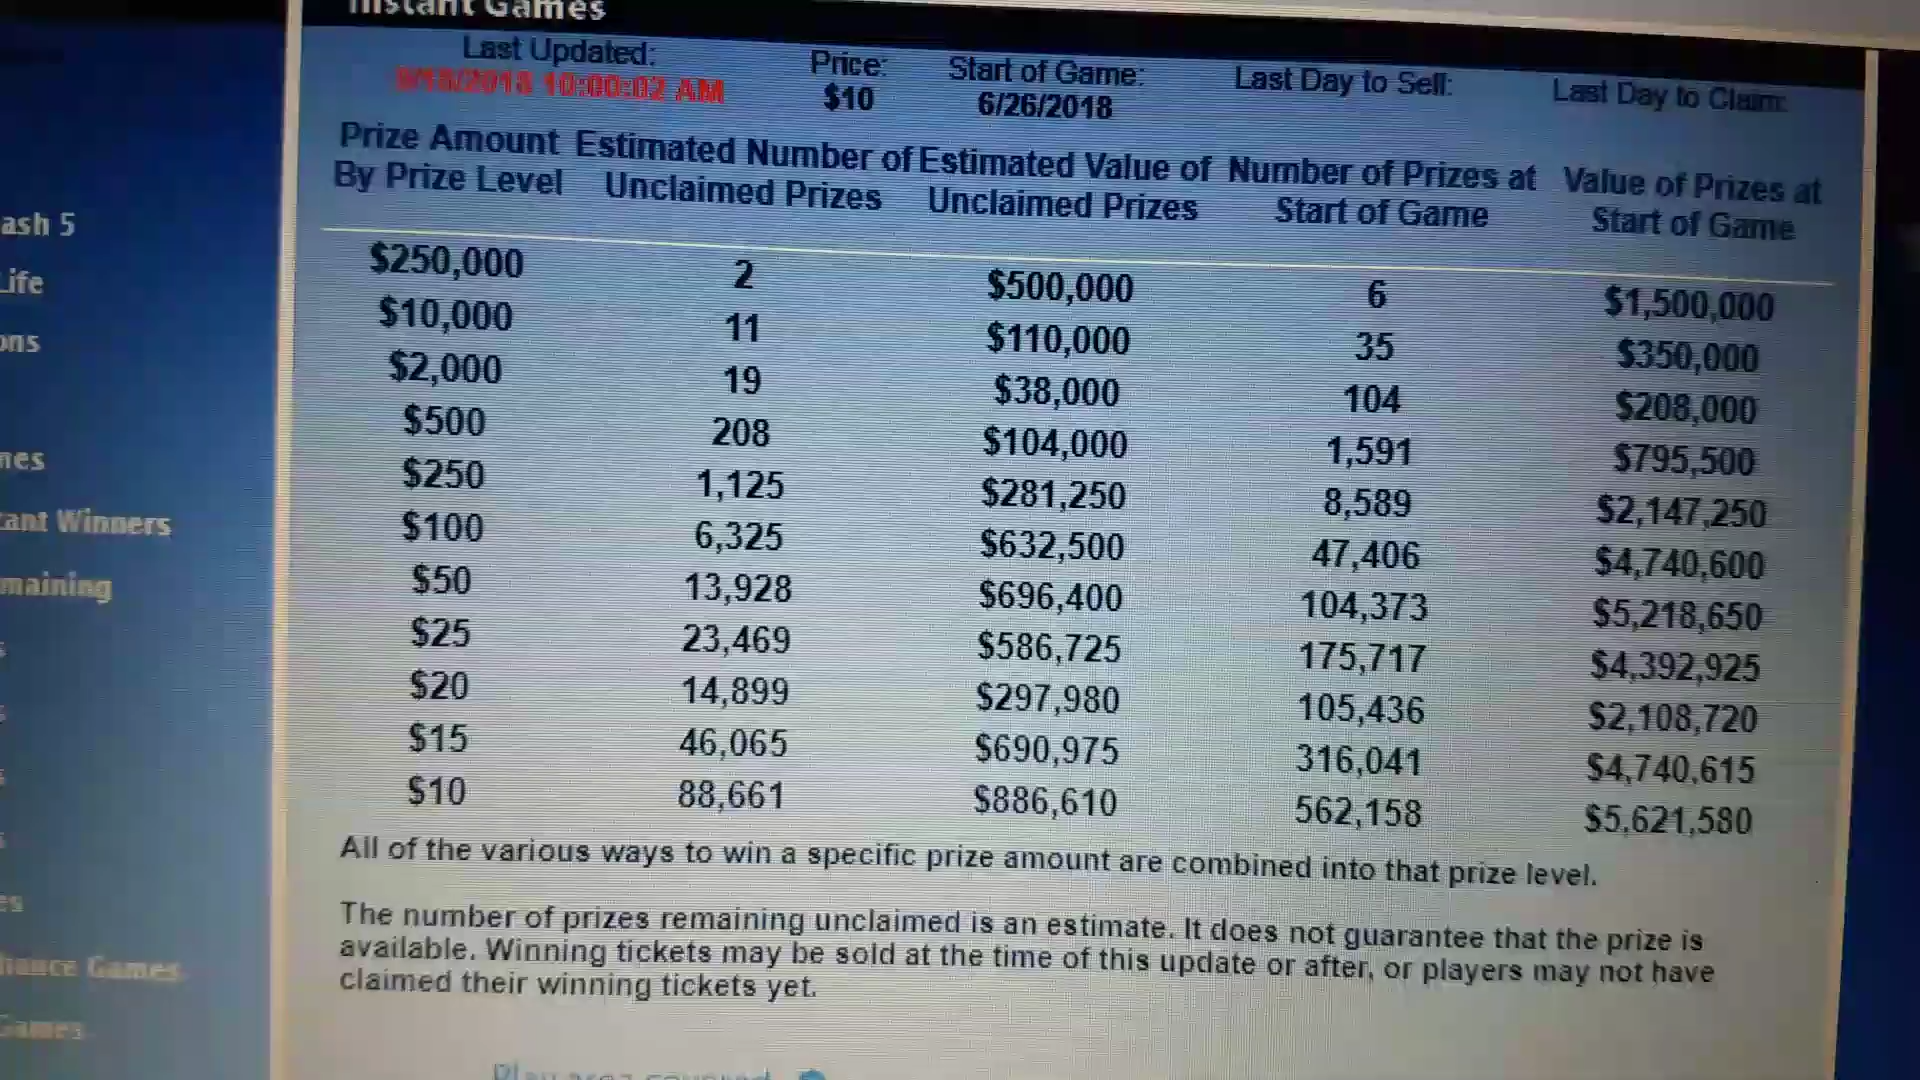 Instant Games
Last Updated: Price: Start of Game: Last Day to Sell: Last Day to Claim:
10:00:02 AM $10 6/26/2018
Prize Amount Estimated Number of Estimated Value of Number of Prizes at Value of Prizes at
By Prize Level Unclaimed Prizes Unclaimed Prizes Start of Game Start of Game
$250,000 2 $500,000 6 $1,500,000
$10,000 11 $110,000 35 $350,000
$2,000 19 $38,000 104 $208,000
$500 208 $104,000 1,591 $795,500
$250 1,125 $281,250 8,589 $2,147,250
$100 6,325 $632,500 47,406 $4,740,600
$50 13,928 $696,400 104,373 $5,218,650
$25 23,469 $586,725 175,717 $4,392,925
$20 14,899 $297,980 105,436 $2,108,720
$15 46,065 $690,975 316,041 $4,740,615
$10 88,661 $886,610 562,158 $5,621,580
All of the various ways to win a specific prize amount are combined into that prize level.
The number of prizes remaining unclaimed is an estimate. It does not guarantee that the prize is
available. Winning tickets may be sold at the time of this update or after, or players may not have
claimed their winning tickets yet.
ash 5
Life
ons
mes
tant Winners
maining
es
hance Games
Games